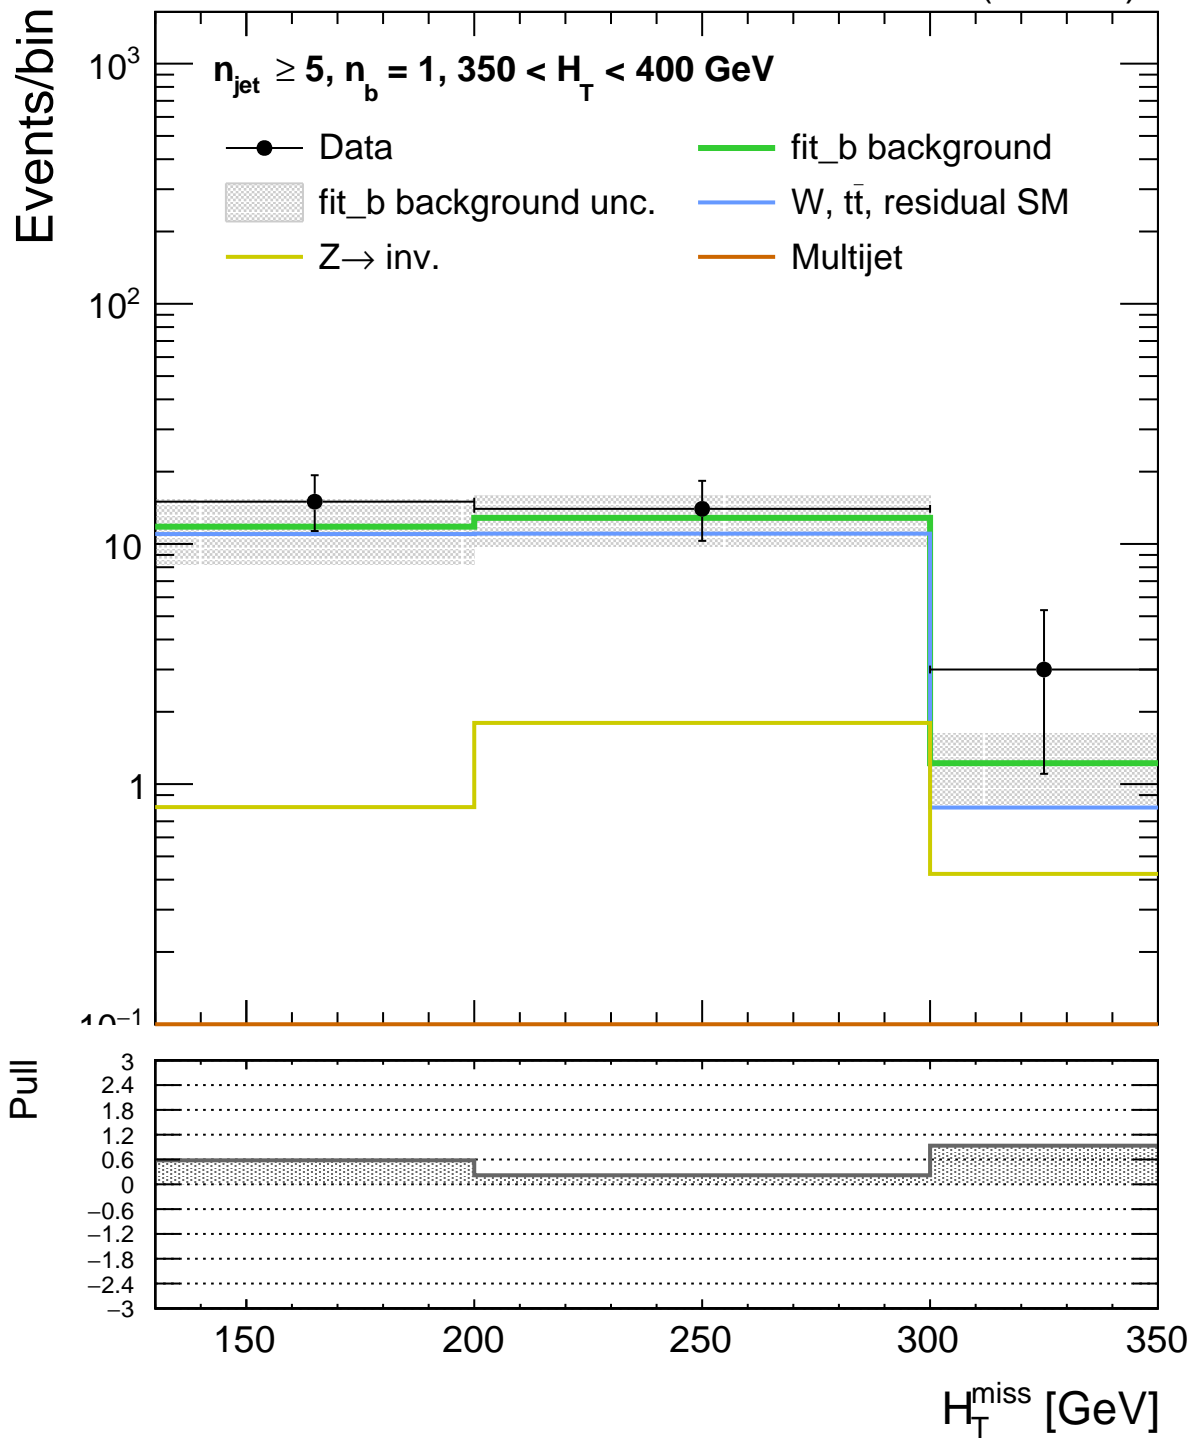 Events/bin
n_jet ≥ 5, n_b = 1, 350 < H_T < 400 GeV
Data
fit_b background
fit_b background unc.
W, tt̄, residual SM
Z→ inv.
Multijet
10³
10²
10
1
10⁻¹
Pull
3
2.4
1.8
1.2
0.6
0
−0.6
−1.2
−1.8
−2.4
−3
150 200 250 300 350
H_T^miss [GeV]